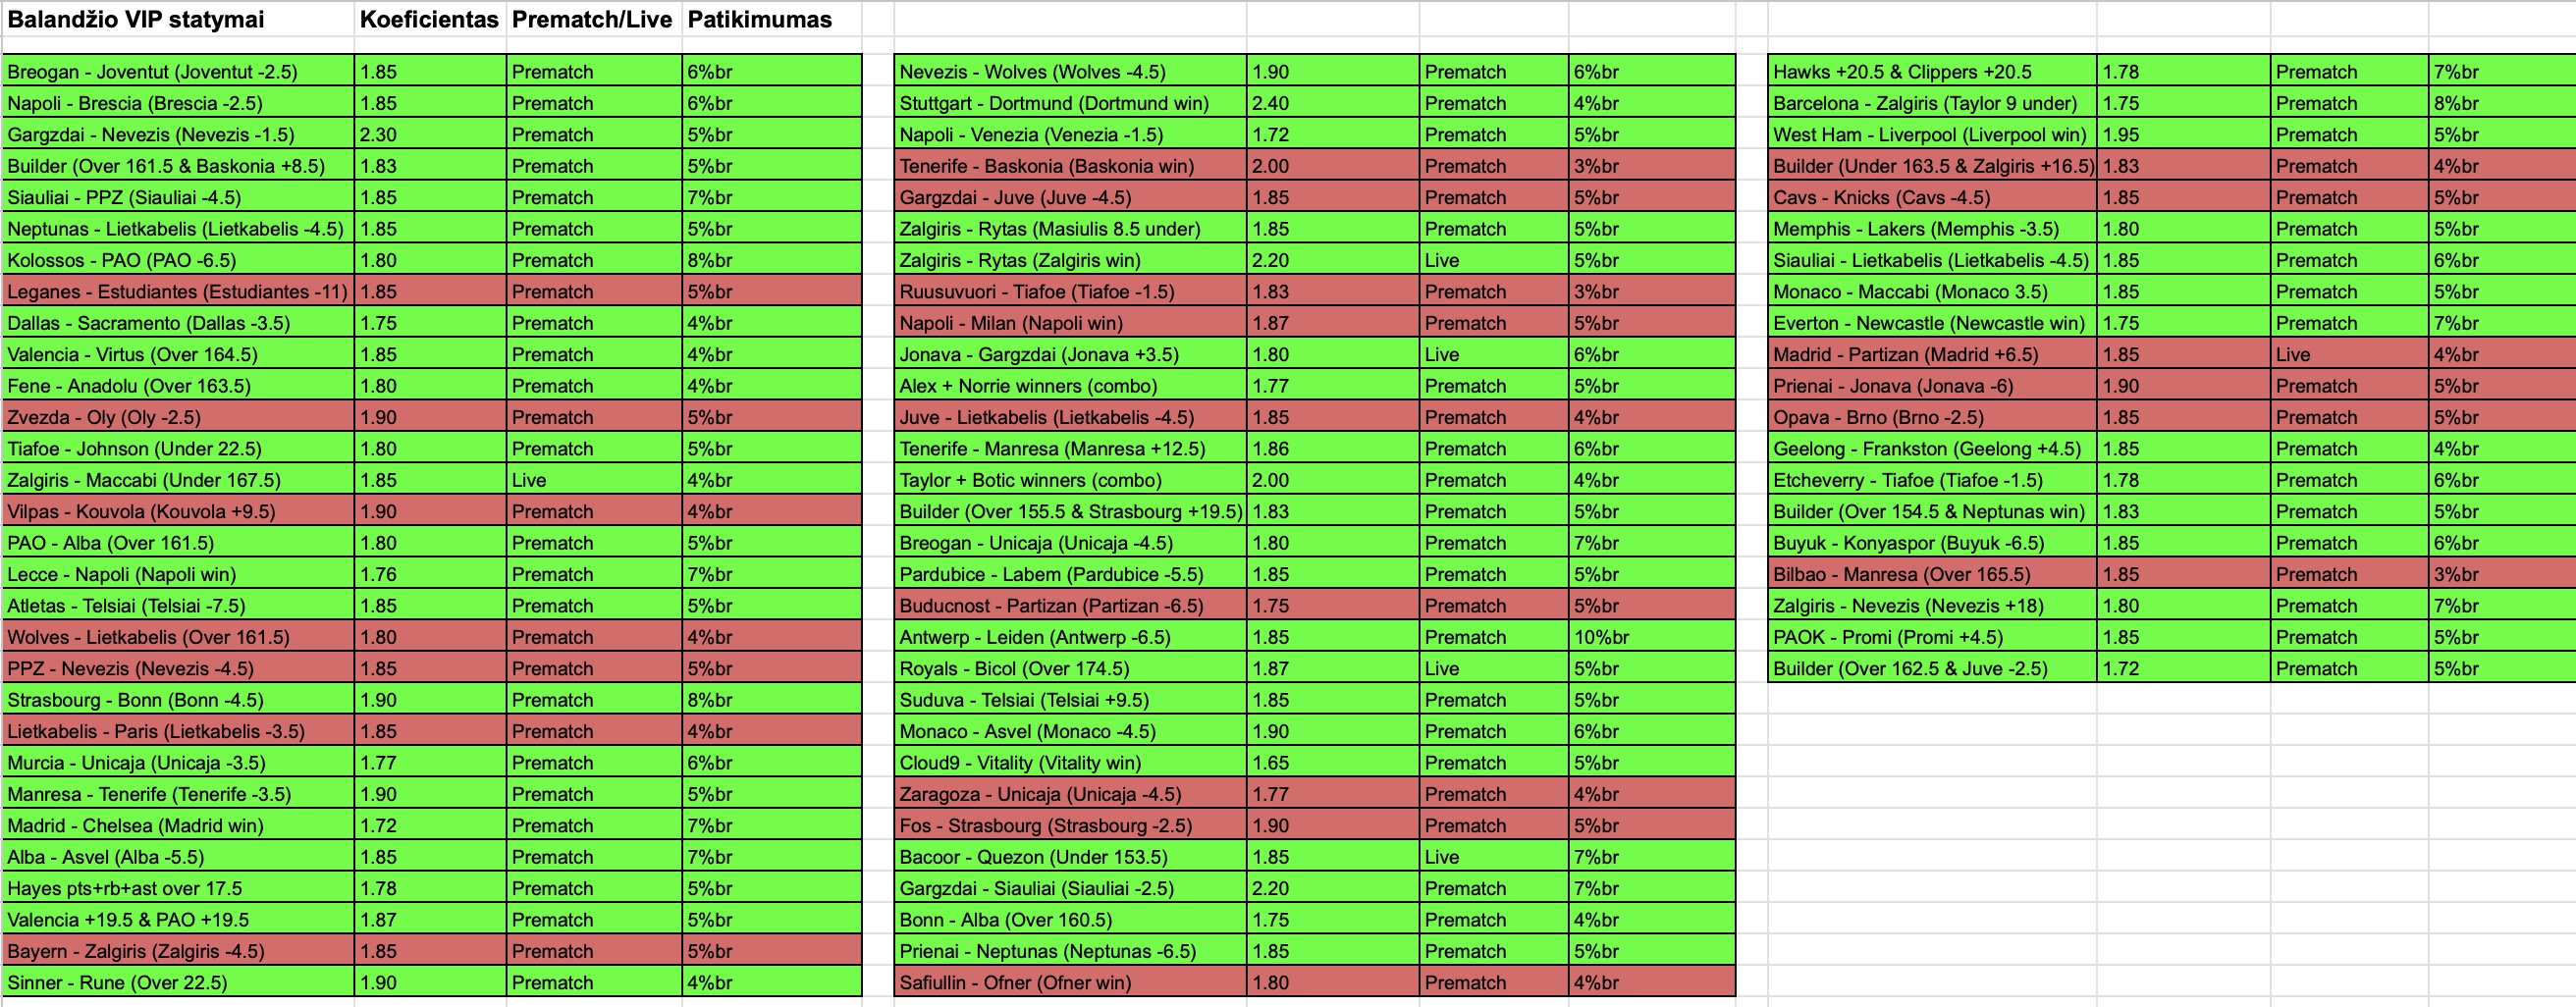 Balandžio VIP statymai Koeficientas Prematch/Live Patikimumas
Breogan - Joventut (Joventut -2.5) 1.85 Prematch 6%br
Napoli - Brescia (Brescia -2.5) 1.85 Prematch 6%br
Gargzdai - Nevezis (Nevezis -1.5) 2.30 Prematch 5%br
Builder (Over 161.5 & Baskonia +8.5) 1.83 Prematch 5%br
Siauliai - PPZ (Siauliai -4.5) 1.85 Prematch 7%br
Neptunas - Lietkabelis (Lietkabelis -4.5) 1.85 Prematch 5%br
Kolossos - PAO (PAO -6.5) 1.80 Prematch 8%br
Leganes - Estudiantes (Estudiantes -11) 1.85 Prematch 5%br
Dallas - Sacramento (Dallas -3.5) 1.75 Prematch 4%br
Valencia - Virtus (Over 164.5) 1.85 Prematch 4%br
Fene - Anadolu (Over 163.5) 1.80 Prematch 4%br
Zvezda - Oly (Oly -2.5) 1.90 Prematch 5%br
Tiafoe - Johnson (Under 22.5) 1.80 Prematch 5%br
Zalgiris - Maccabi (Under 167.5) 1.85 Live 4%br
Vilpas - Kouvola (Kouvola +9.5) 1.90 Prematch 4%br
PAO - Alba (Over 161.5) 1.80 Prematch 5%br
Lecce - Napoli (Napoli win) 1.76 Prematch 7%br
Atletas - Telsiai (Telsiai -7.5) 1.85 Prematch 5%br
Wolves - Lietkabelis (Over 161.5) 1.80 Prematch 4%br
PPZ - Nevezis (Nevezis -4.5) 1.85 Prematch 5%br
Strasbourg - Bonn (Bonn -4.5) 1.90 Prematch 8%br
Lietkabelis - Paris (Lietkabelis -3.5) 1.85 Prematch 4%br
Murcia - Unicaja (Unicaja -3.5) 1.77 Prematch 6%br
Manresa - Tenerife (Tenerife -3.5) 1.90 Prematch 5%br
Madrid - Chelsea (Madrid win) 1.72 Prematch 7%br
Alba - Asvel (Alba -5.5) 1.85 Prematch 7%br
Hayes pts+rb+ast over 17.5 1.78 Prematch 5%br
Valencia +19.5 & PAO +19.5 1.87 Prematch 5%br
Bayern - Zalgiris (Zalgiris -4.5) 1.85 Prematch 5%br
Sinner - Rune (Over 22.5) 1.90 Prematch 4%br
Nevezis - Wolves (Wolves -4.5) 1.90 Prematch 6%br
Stuttgart - Dortmund (Dortmund win) 2.40 Prematch 4%br
Napoli - Venezia (Venezia -1.5) 1.72 Prematch 5%br
Tenerife - Baskonia (Baskonia win) 2.00 Prematch 3%br
Gargzdai - Juve (Juve -4.5) 1.85 Prematch 5%br
Zalgiris - Rytas (Masiulis 8.5 under) 1.85 Prematch 5%br
Zalgiris - Rytas (Zalgiris win) 2.20 Live 5%br
Ruusuvuori - Tiafoe (Tiafoe -1.5) 1.83 Prematch 3%br
Napoli - Milan (Napoli win) 1.87 Prematch 5%br
Jonava - Gargzdai (Jonava +3.5) 1.80 Live 6%br
Alex + Norrie winners (combo) 1.77 Prematch 5%br
Juve - Lietkabelis (Lietkabelis -4.5) 1.85 Prematch 4%br
Tenerife - Manresa (Manresa +12.5) 1.86 Prematch 6%br
Taylor + Botic winners (combo) 2.00 Prematch 4%br
Builder (Over 155.5 & Strasbourg +19.5) 1.83 Prematch 5%br
Breogan - Unicaja (Unicaja -4.5) 1.80 Prematch 7%br
Pardubice - Labem (Pardubice -5.5) 1.85 Prematch 5%br
Buducnost - Partizan (Partizan -6.5) 1.75 Prematch 5%br
Antwerp - Leiden (Antwerp -6.5) 1.85 Prematch 10%br
Royals - Bicol (Over 174.5) 1.87 Live 5%br
Suduva - Telsiai (Telsiai +9.5) 1.85 Prematch 5%br
Monaco - Asvel (Monaco -4.5) 1.90 Prematch 6%br
Cloud9 - Vitality (Vitality win) 1.65 Prematch 5%br
Zaragoza - Unicaja (Unicaja -4.5) 1.77 Prematch 4%br
Fos - Strasbourg (Strasbourg -2.5) 1.90 Prematch 5%br
Bacoor - Quezon (Under 153.5) 1.85 Live 7%br
Gargzdai - Siauliai (Siauliai -2.5) 2.20 Prematch 7%br
Bonn - Alba (Over 160.5) 1.75 Prematch 4%br
Prienai - Neptunas (Neptunas -6.5) 1.85 Prematch 5%br
Safiullin - Ofner (Ofner win) 1.80 Prematch 4%br
Hawks +20.5 & Clippers +20.5 1.78 Prematch 7%br
Barcelona - Zalgiris (Taylor 9 under) 1.75 Prematch 8%br
West Ham - Liverpool (Liverpool win) 1.95 Prematch 5%br
Builder (Under 163.5 & Zalgiris +16.5) 1.83 Prematch 4%br
Cavs - Knicks (Cavs -4.5) 1.85 Prematch 5%br
Memphis - Lakers (Memphis -3.5) 1.80 Prematch 5%br
Siauliai - Lietkabelis (Lietkabelis -4.5) 1.85 Prematch 6%br
Monaco - Maccabi (Monaco 3.5) 1.85 Prematch 5%br
Everton - Newcastle (Newcastle win) 1.75 Prematch 7%br
Madrid - Partizan (Madrid +6.5) 1.85 Live 4%br
Prienai - Jonava (Jonava -6) 1.90 Prematch 5%br
Opava - Brno (Brno -2.5) 1.85 Prematch 5%br
Geelong - Frankston (Geelong +4.5) 1.85 Prematch 4%br
Etcheverry - Tiafoe (Tiafoe -1.5) 1.78 Prematch 6%br
Builder (Over 154.5 & Neptunas win) 1.83 Prematch 5%br
Buyuk - Konyaspor (Buyuk -6.5) 1.85 Prematch 6%br
Bilbao - Manresa (Over 165.5) 1.85 Prematch 3%br
Zalgiris - Nevezis (Nevezis +18) 1.80 Prematch 7%br
PAOK - Promi (Promi +4.5) 1.85 Prematch 5%br
Builder (Over 162.5 & Juve -2.5) 1.72 Prematch 5%br